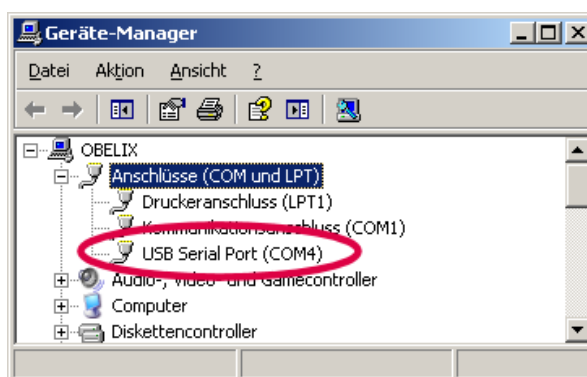 Geräte-Manager
Datei Aktion Ansicht ?
OBELIX
Anschlüsse (COM und LPT)
Druckeranschluss (LPT1)
Kommunikationsanschluss (COM1)
USB Serial Port (COM4)
Audio-, Video- und Gamecontroller
Computer
Diskettencontroller